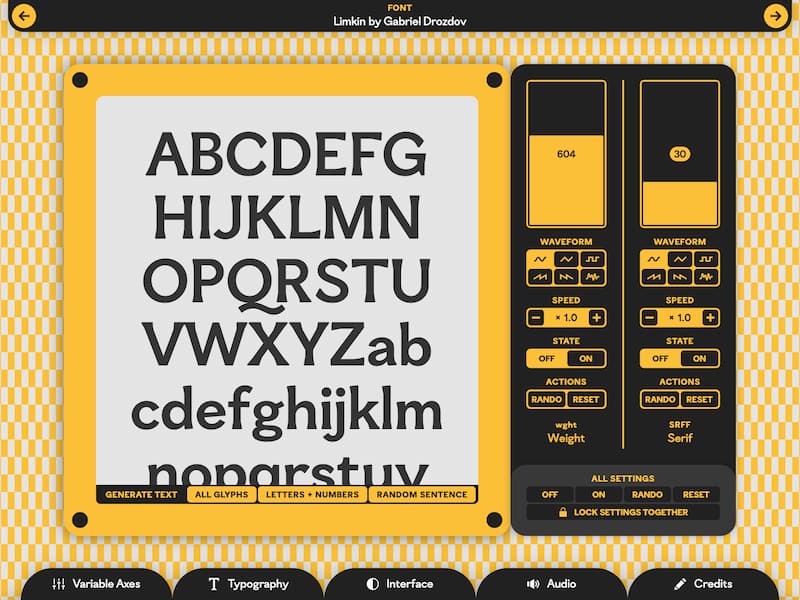 FONT
Limkin by Gabriel Drozdov
ABCDEFG
HIJKLMN
OPQRSTU
VWXYZab
cdefghijklm
nopqrstuv
GENERATE TEXT ALL GLYPHS LETTERS + NUMBERS RANDOM SENTENCE
604
WAVEFORM
SPEED
× 1.0
STATE
OFF ON
ACTIONS
RANDO RESET
wght
Weight
30
WAVEFORM
SPEED
× 1.0
STATE
OFF ON
ACTIONS
RANDO RESET
SRFF
Serif
ALL SETTINGS
OFF ON RANDO RESET
LOCK SETTINGS TOGETHER
Variable Axes Typography Interface Audio Credits